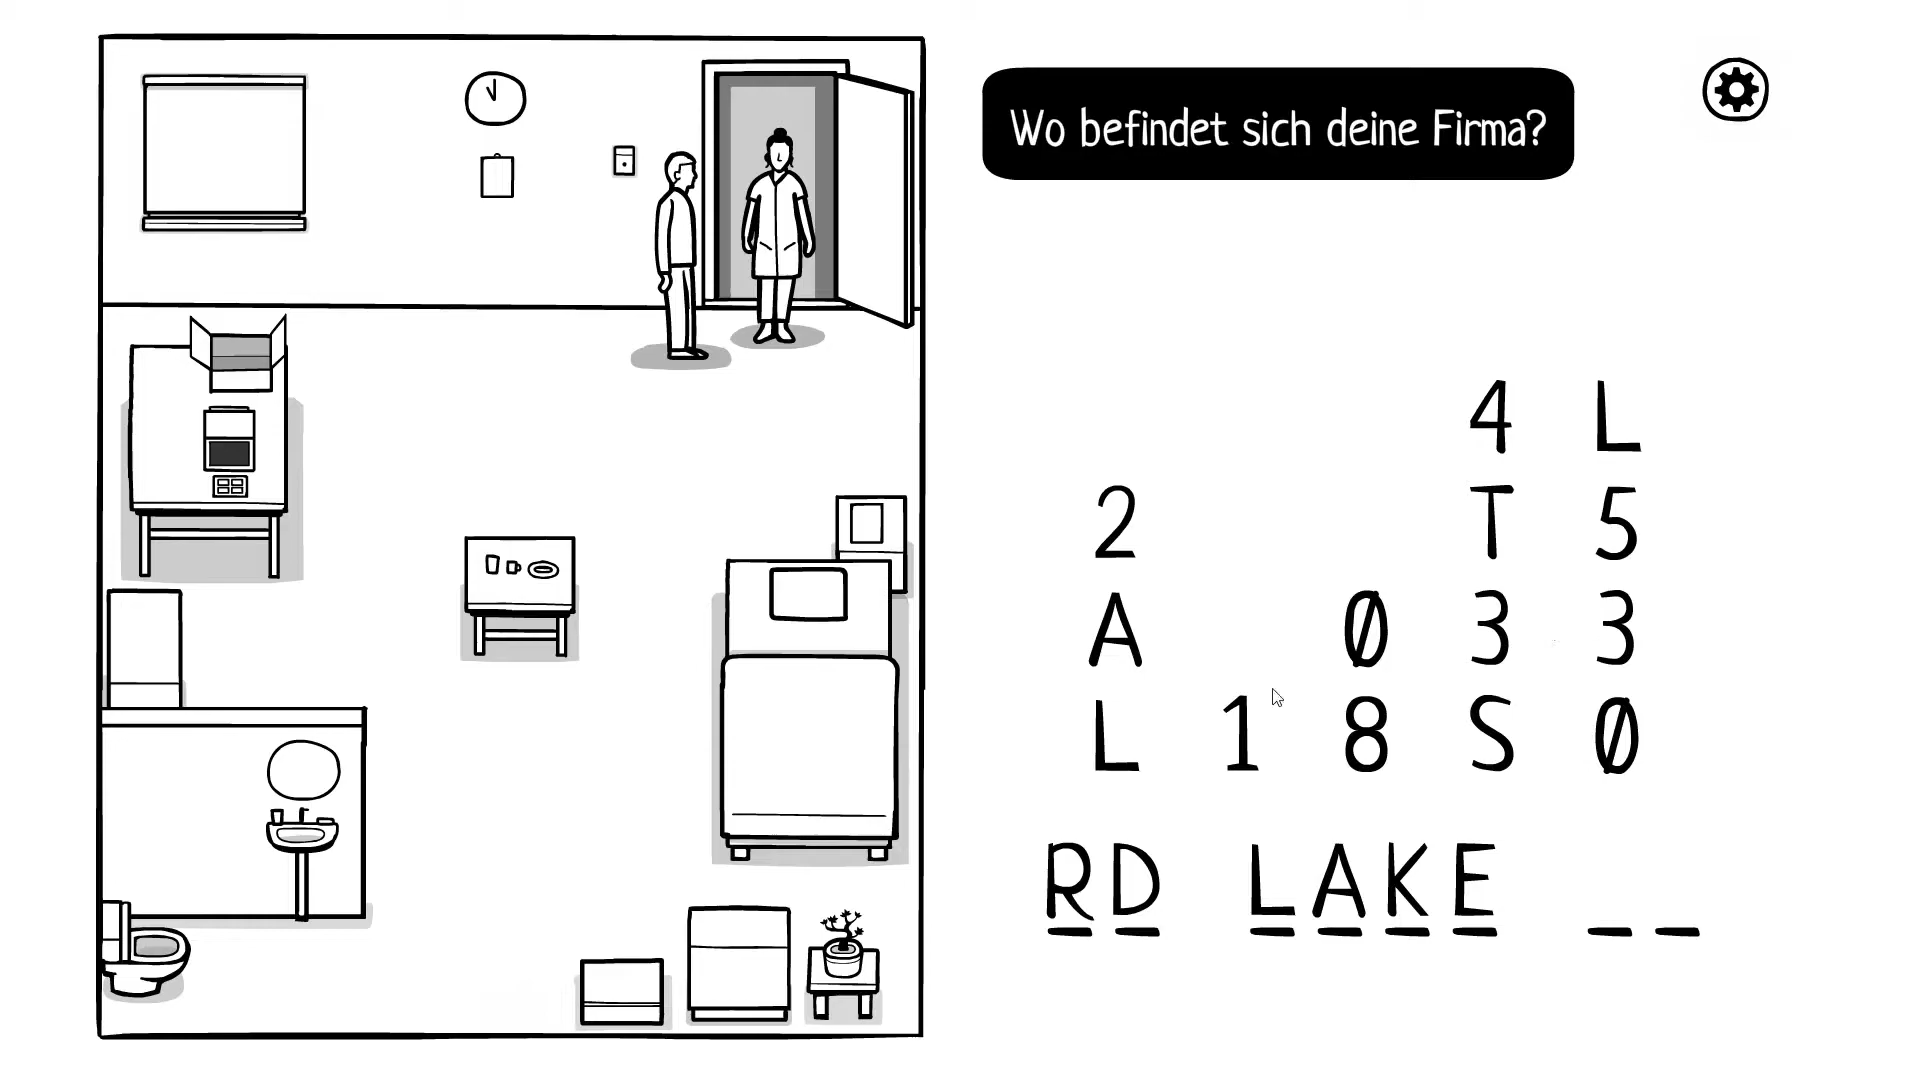 Wo befindet sich deine Firma?
4 L
2 T 5
A 0 3 3
L 1 8 S 0
RD LAKE _ _